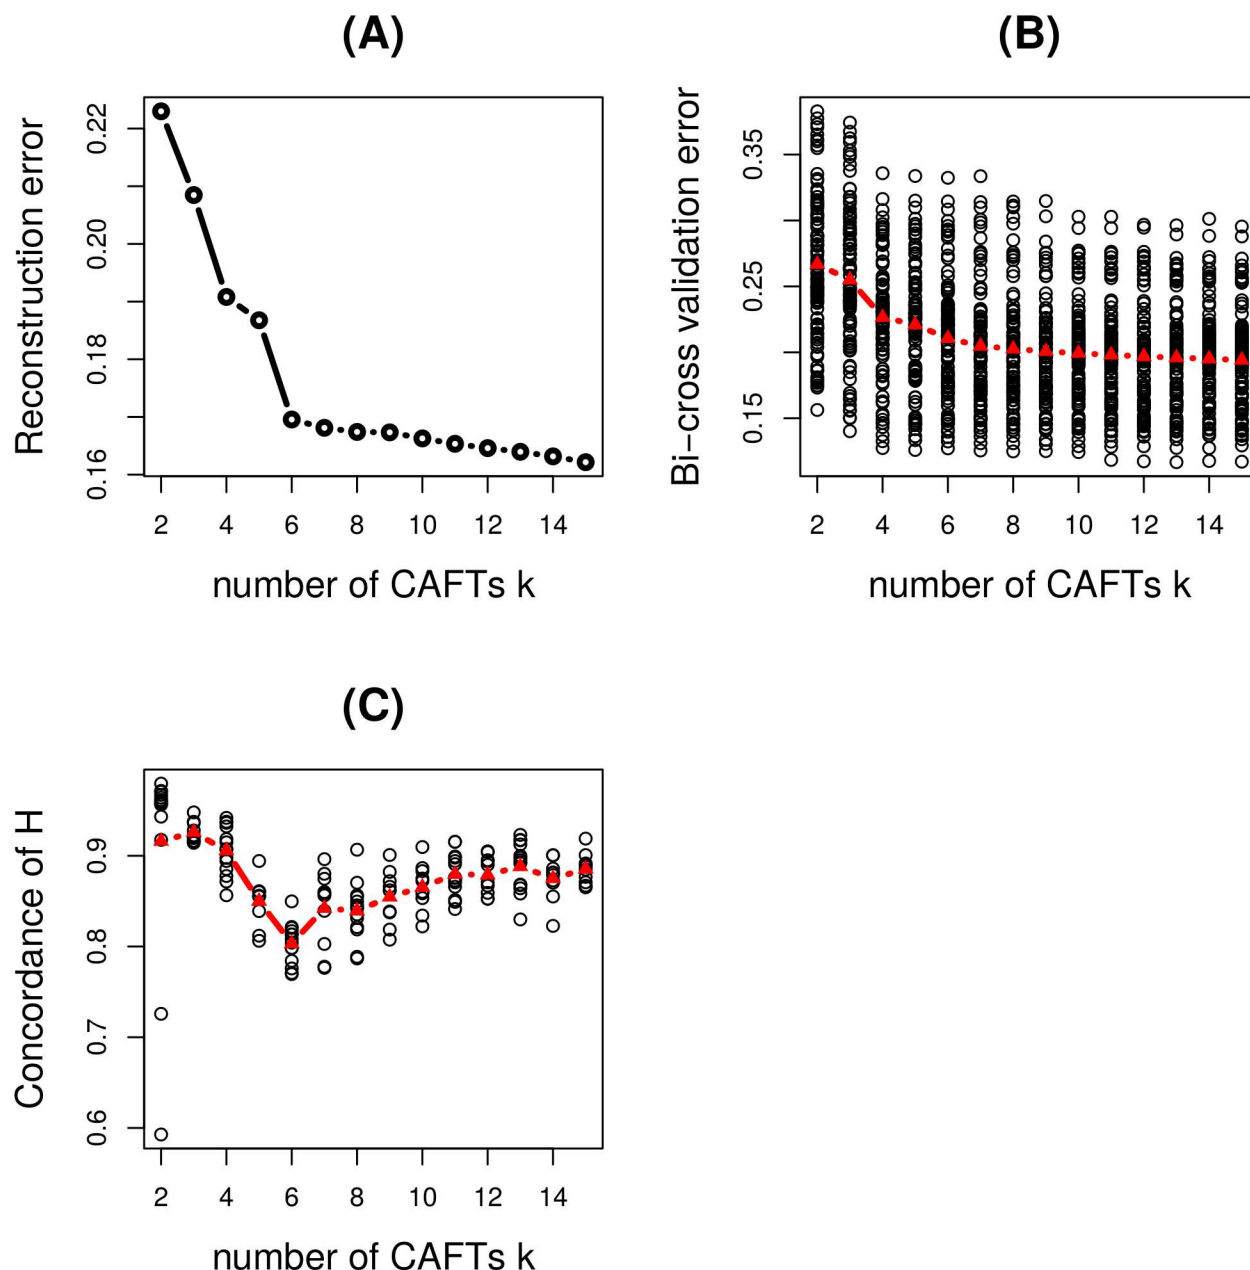 (A)
Reconstruction error
0.22
0.20
0.18
0.16
2 4 6 8 10 12 14
number of CAFTs k
(B)
Bi−cross validation error
0.35
0.25
0.15
2 4 6 8 10 12 14
number of CAFTs k
(C)
Concordance of H
0.9
0.8
0.7
0.6
2 4 6 8 10 12 14
number of CAFTs k